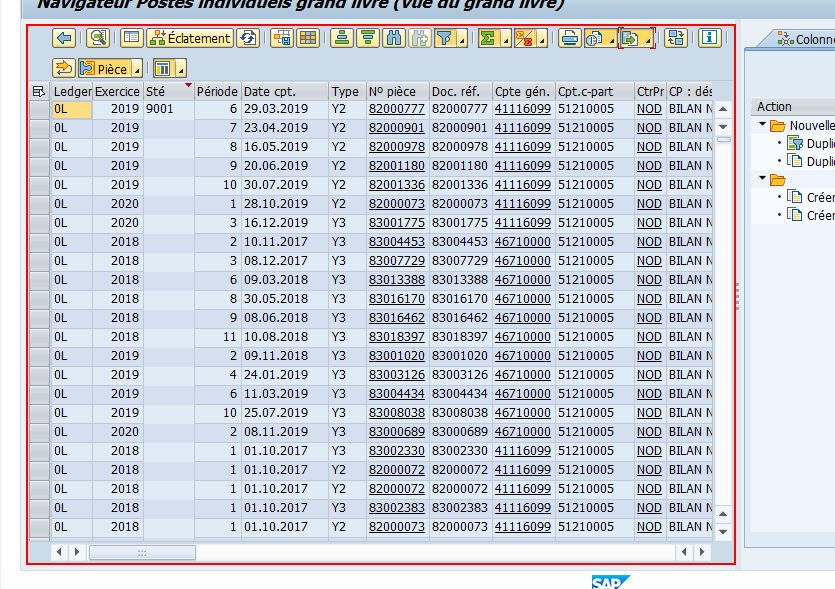 Navigateur Postes individuels grand livre (vue du grand livre)
Éclatement
Colonn
Pièce
Ledger Exercice Sté Période Date cpt. Type Nº pièce Doc. réf. Cpte gén. Cpt.c-part CtrPr CP : dés
0L 2019 9001 6 29.03.2019 Y2 82000777 82000777 41116099 51210005 NOD BILAN N
0L 2019 7 23.04.2019 Y2 82000901 82000901 41116099 51210005 NOD BILAN N
0L 2019 8 16.05.2019 Y2 82000978 82000978 41116099 51210005 NOD BILAN N
0L 2019 9 20.06.2019 Y2 82001180 82001180 41116099 51210005 NOD BILAN N
0L 2019 10 30.07.2019 Y2 82001336 82001336 41116099 51210005 NOD BILAN N
0L 2020 1 28.10.2019 Y2 82000073 82000073 41116099 51210005 NOD BILAN N
0L 2020 3 16.12.2019 Y3 83001775 83001775 41116099 51210005 NOD BILAN N
0L 2018 2 10.11.2017 Y3 83004453 83004453 46710000 51210005 NOD BILAN N
0L 2018 3 08.12.2017 Y3 83007729 83007729 46710000 51210005 NOD BILAN N
0L 2018 6 09.03.2018 Y3 83013388 83013388 46710000 51210005 NOD BILAN N
0L 2018 8 30.05.2018 Y3 83016170 83016170 46710000 51210005 NOD BILAN N
0L 2018 9 08.06.2018 Y3 83016462 83016462 46710000 51210005 NOD BILAN N
0L 2018 11 10.08.2018 Y3 83018397 83018397 46710000 51210005 NOD BILAN N
0L 2019 2 09.11.2018 Y3 83001020 83001020 46710000 51210005 NOD BILAN N
0L 2019 4 24.01.2019 Y3 83003126 83003126 46710000 51210005 NOD BILAN N
0L 2019 6 11.03.2019 Y3 83004434 83004434 46710000 51210005 NOD BILAN N
0L 2019 10 25.07.2019 Y3 83008038 83008038 46710000 51210005 NOD BILAN N
0L 2020 2 08.11.2019 Y3 83000689 83000689 46710000 51210005 NOD BILAN N
0L 2018 1 01.10.2017 Y3 83002330 83002330 41116099 51210005 NOD BILAN N
0L 2018 1 01.10.2017 Y2 82000072 82000072 41116099 51210005 NOD BILAN N
0L 2018 1 01.10.2017 Y2 82000072 82000072 41116099 51210005 NOD BILAN N
0L 2018 1 01.10.2017 Y3 83002383 83002383 41116099 51210005 NOD BILAN N
0L 2018 1 01.10.2017 Y2 82000073 82000073 41116099 51210005 NOD BILAN N
Action
Nouvelle
Dupli
Dupli
Créer
Créer
SAP